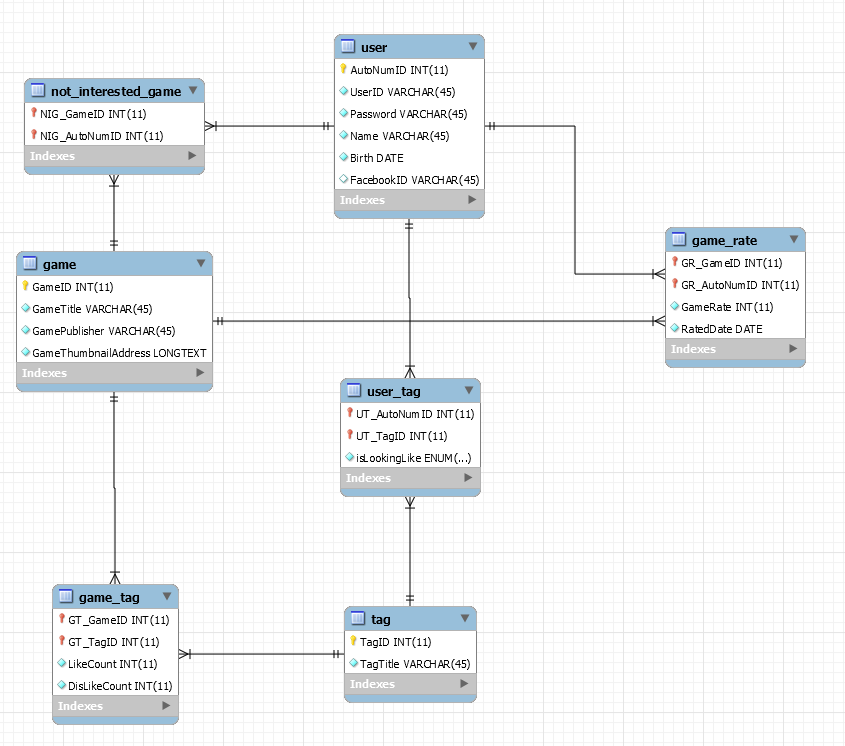 user
AutoNumID INT(11)
UserID VARCHAR(45)
Password VARCHAR(45)
Name VARCHAR(45)
Birth DATE
FacebookID VARCHAR(45)
Indexes
not_interested_game
NIG_GameID INT(11)
NIG_AutoNumID INT(11)
Indexes
game_rate
GR_GameID INT(11)
GR_AutoNumID INT(11)
GameRate INT(11)
RatedDate DATE
Indexes
game
GameID INT(11)
GameTitle VARCHAR(45)
GamePublisher VARCHAR(45)
GameThumbnailAddress LONGTEXT
Indexes
user_tag
UT_AutoNumID INT(11)
UT_TagID INT(11)
isLookingLike ENUM(...)
Indexes
game_tag
GT_GameID INT(11)
GT_TagID INT(11)
LikeCount INT(11)
DisLikeCount INT(11)
Indexes
tag
TagID INT(11)
TagTitle VARCHAR(45)
Indexes